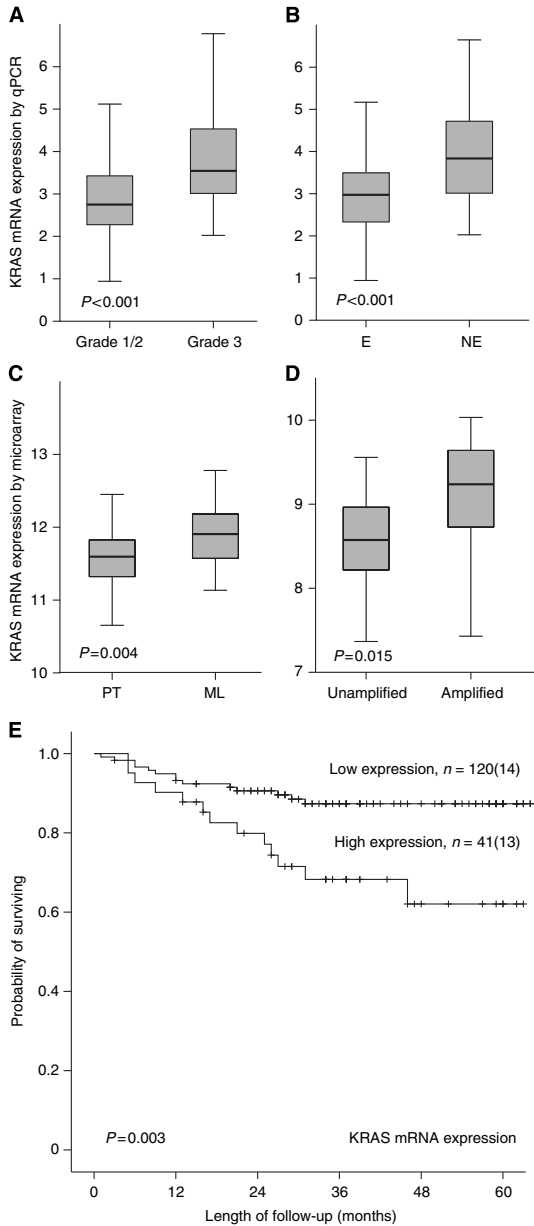 A
KRAS mRNA expression by qPCR
6
5
4
3
2
1
0
P<0.001
Grade 1/2
Grade 3
B
6
5
4
3
2
1
0
P<0.001
E
NE
C
KRAS mRNA expression by microarray
13
12
11
10
P=0.004
PT
ML
D
10
9
8
7
P=0.015
Unamplified
Amplified
E
Probability of surviving
1.0
0.8
0.6
0.4
0.2
0
Low expression, n = 120(14)
High expression, n = 41(13)
P=0.003
KRAS mRNA expression
0
12
24
36
48
60
Length of follow-up (months)